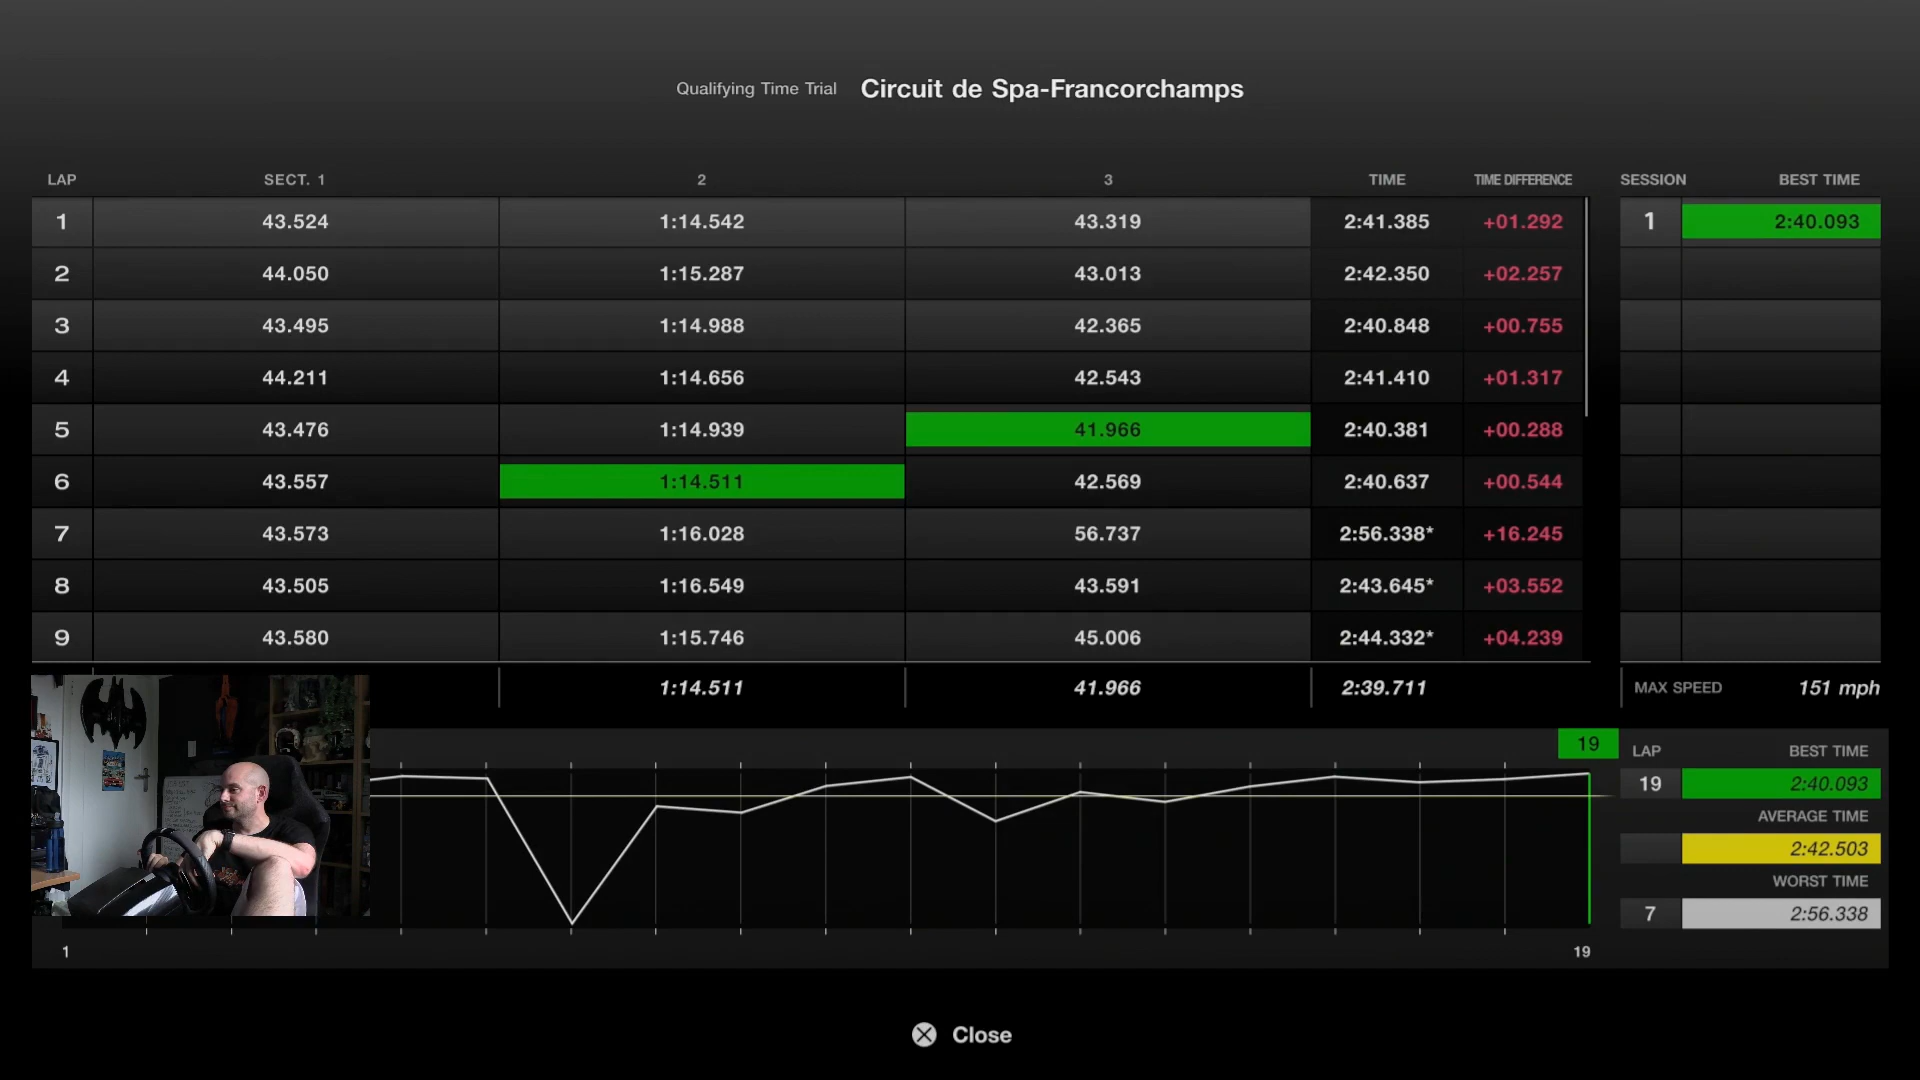 Qualifying Time Trial Circuit de Spa-Francorchamps
LAP SECT. 1 2 3 TIME TIME DIFFERENCE SESSION BEST TIME
1 43.524 1:14.542 43.319 2:41.385 +01.292 1 2:40.093
2 44.050 1:15.287 43.013 2:42.350 +02.257
3 43.495 1:14.988 42.365 2:40.848 +00.755
4 44.211 1:14.656 42.543 2:41.410 +01.317
5 43.476 1:14.939 41.966 2:40.381 +00.288
6 43.557 1:14.511 42.569 2:40.637 +00.544
7 43.573 1:16.028 56.737 2:56.338* +16.245
8 43.505 1:16.549 43.591 2:43.645* +03.552
9 43.580 1:15.746 45.006 2:44.332* +04.239
1:14.511 41.966 2:39.711 MAX SPEED 151 mph
19 LAP BEST TIME
19 2:40.093
AVERAGE TIME
2:42.503
WORST TIME
7 2:56.338
1 19
Close